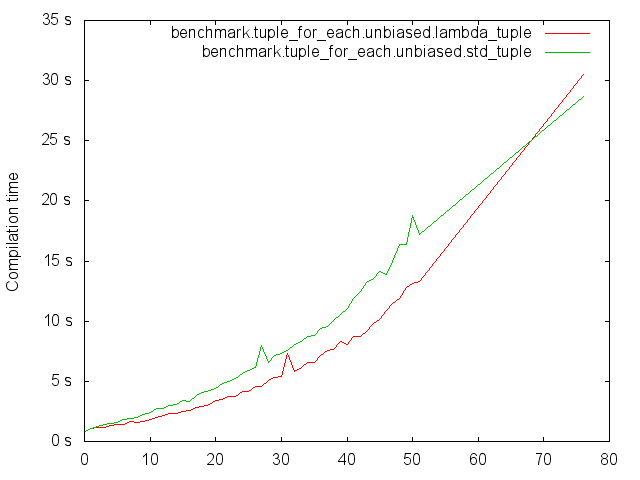 35 s
benchmark.tuple_for_each.unbiased.lambda_tuple
benchmark.tuple_for_each.unbiased.std_tuple
30 s
25 s
20 s
Compilation time
15 s
10 s
5 s
0 s
0 10 20 30 40 50 60 70 80